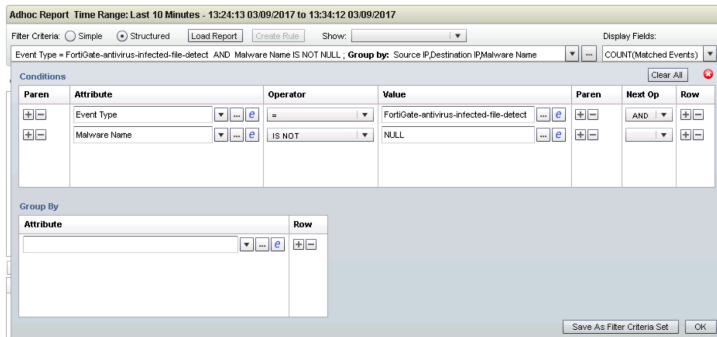 Adhoc Report Time Range: Last 10 Minutes - 13:24:13 03/09/2017 to 13:34:12 03/09/2017
Filter Criteria: Simple Structured Load Report Create Rule Show: Display Fields:
Event Type = FortiGate-antivirus-infected-file-detect AND Malware Name IS NOT NULL ; Group by: Source IP,Destination IP,Malware Name ... COUNT(Matched Events)
Conditions Clear All
Paren Attribute Operator Value Paren Next Op Row
+ - Event Type ... e = FortiGate-antivirus-infected-file-detect ... e + - AND + -
+ - Malware Name ... e IS NOT NULL ... e + - + -
Group By
Attribute Row
... e + -
Save As Filter Criteria Set OK